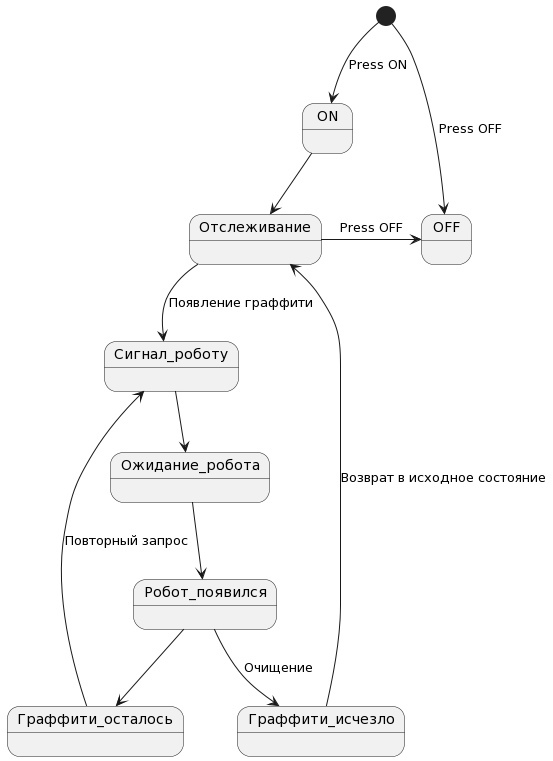 Press ON
ON
Press OFF
Отслеживание
Press OFF
OFF
Появление граффити
Сигнал_роботу
Ожидание_робота
Возврат в исходное состояние
Повторный запрос
Робот_появился
Очищение
Граффити_осталось
Граффити_исчезло